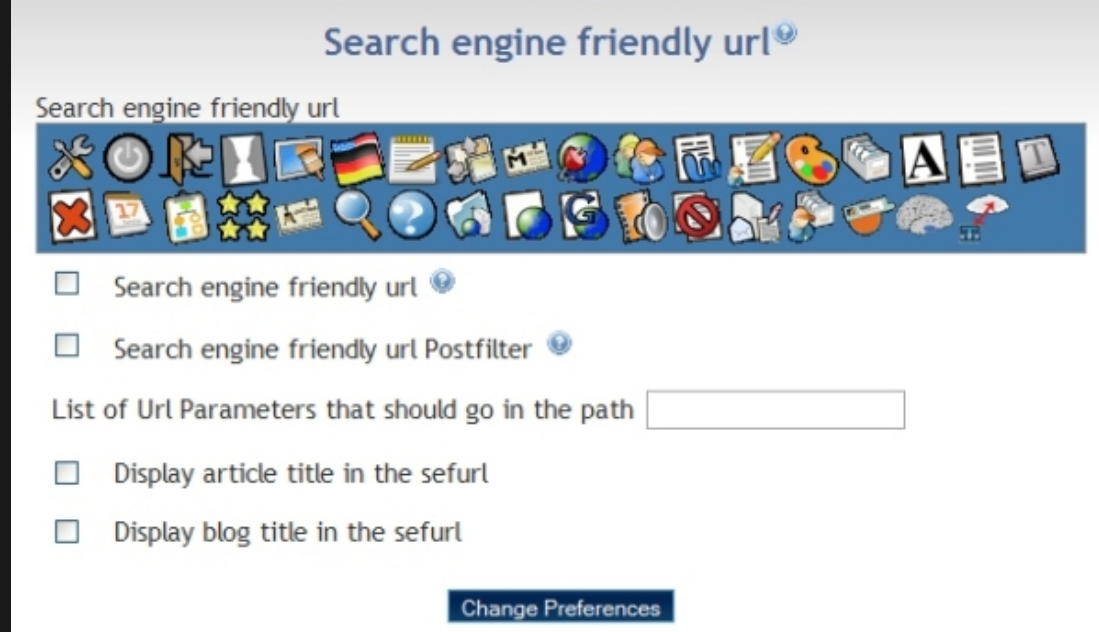 Search engine friendly url
Search engine friendly url
M W A T
17 G
Search engine friendly url
Search engine friendly url Postfilter
List of Url Parameters that should go in the path
Display article title in the sefurl
Display blog title in the sefurl
Change Preferences